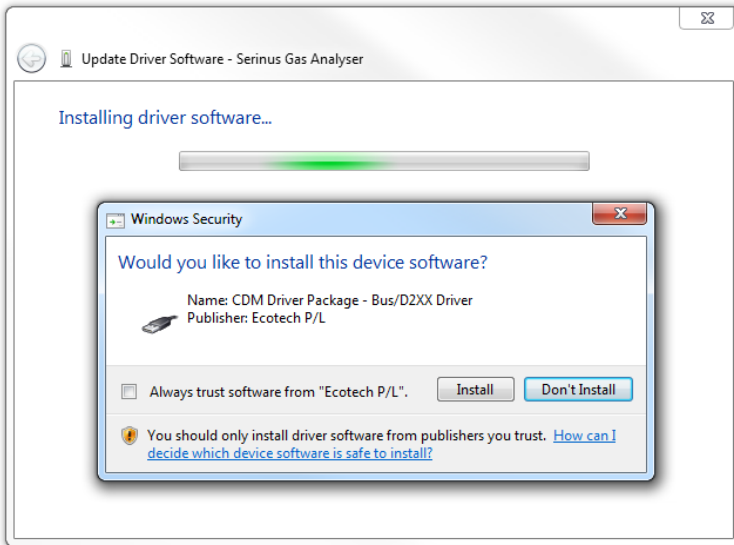 Update Driver Software - Serinus Gas Analyser
Installing driver software...
Windows Security
Would you like to install this device software?
Name: CDM Driver Package - Bus/D2XX Driver
Publisher: Ecotech P/L
Always trust software from "Ecotech P/L".
Install
Don't Install
You should only install driver software from publishers you trust. How can I
decide which device software is safe to install?